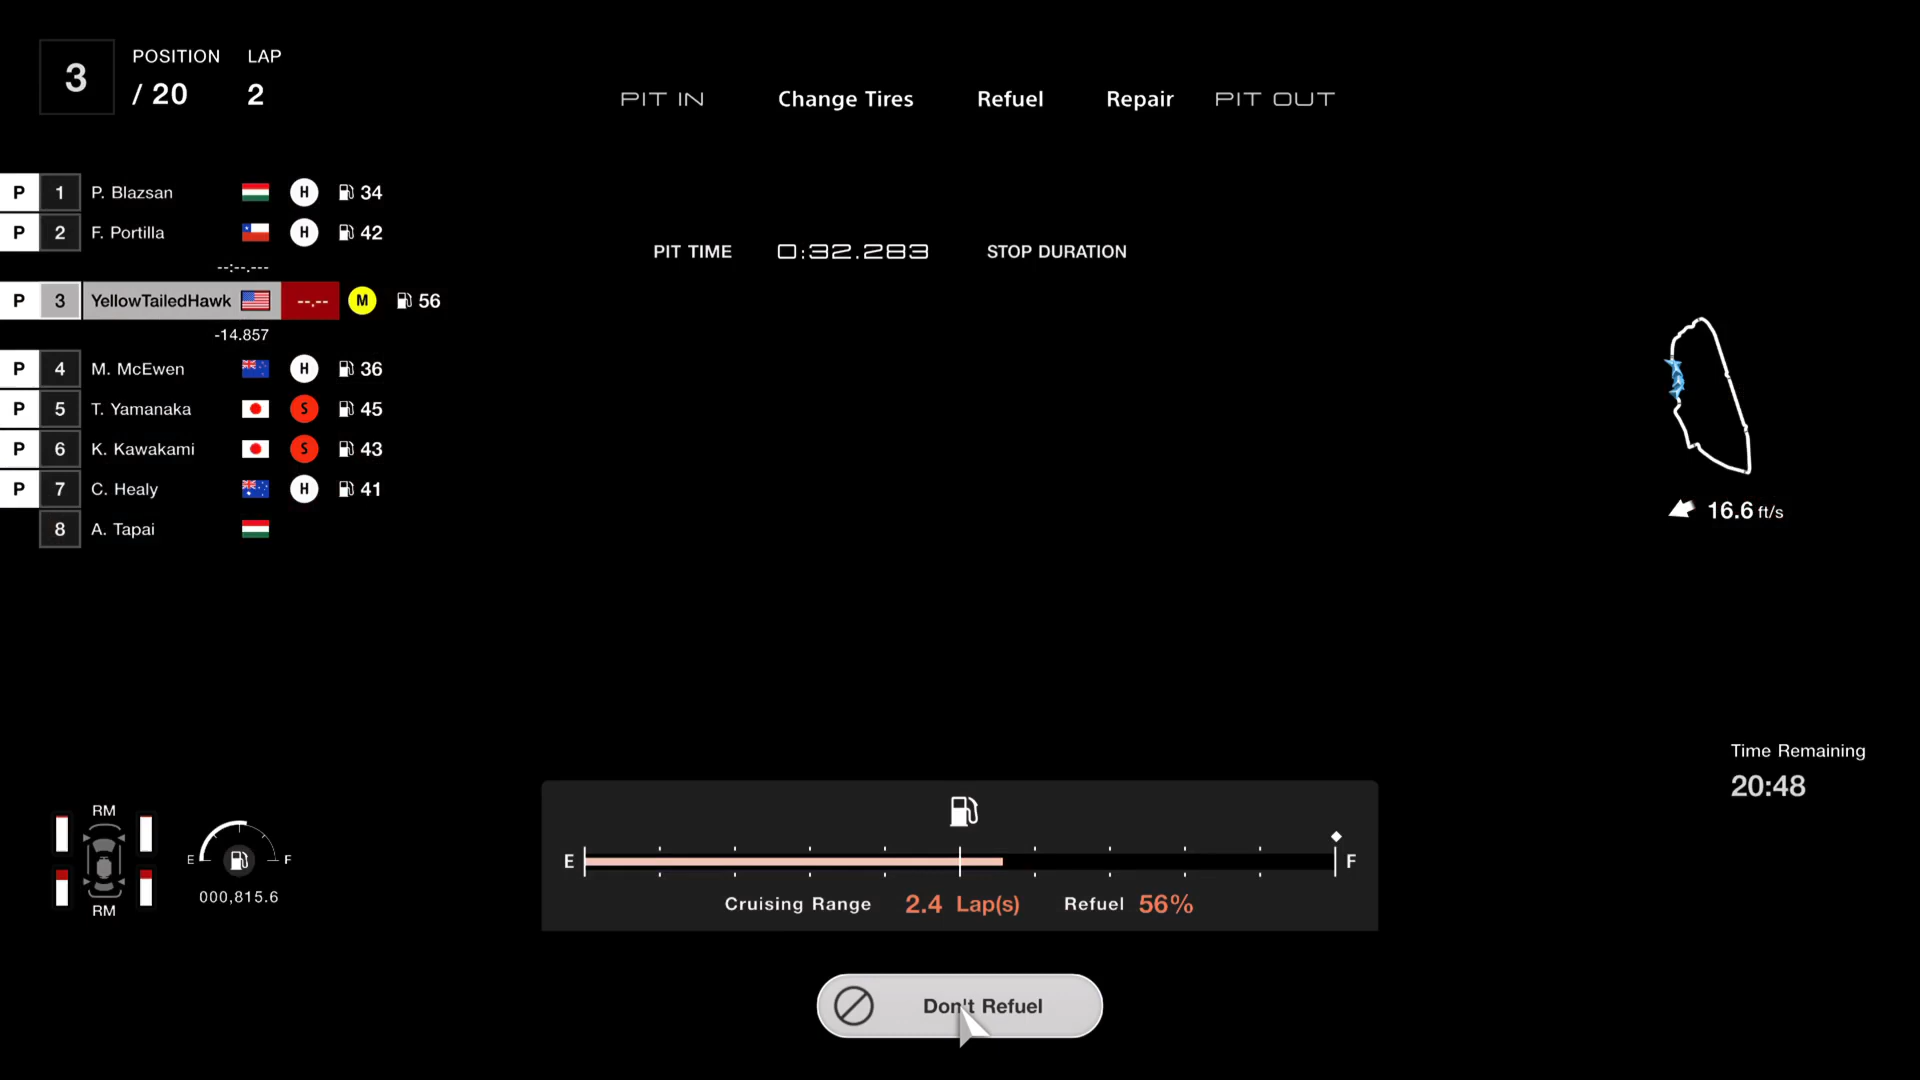 3
POSITION LAP
/ 20 2
PIT IN Change Tires Refuel Repair PIT OUT
P 1 P. Blazsan H 34
P 2 F. Portilla H 42
--:--.---
P 3 YellowTailedHawk --.-- M 56
-14.857
P 4 M. McEwen H 36
P 5 T. Yamanaka S 45
P 6 K. Kawakami S 43
P 7 C. Healy H 41
8 A. Tapai
PIT TIME 0:32.283 STOP DURATION
16.6 ft/s
Time Remaining
20:48
RM
E F
000,815.6
RM
E F
Cruising Range 2.4 Lap(s) Refuel 56%
Don't Refuel